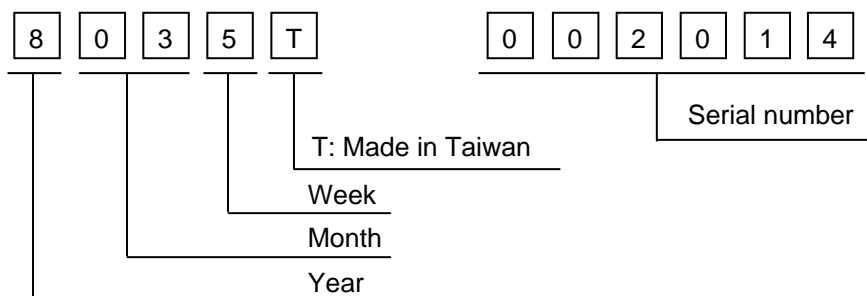 8 0 3 5 T 0 0 2 0 1 4
Serial number
T: Made in Taiwan
Week
Month
Year